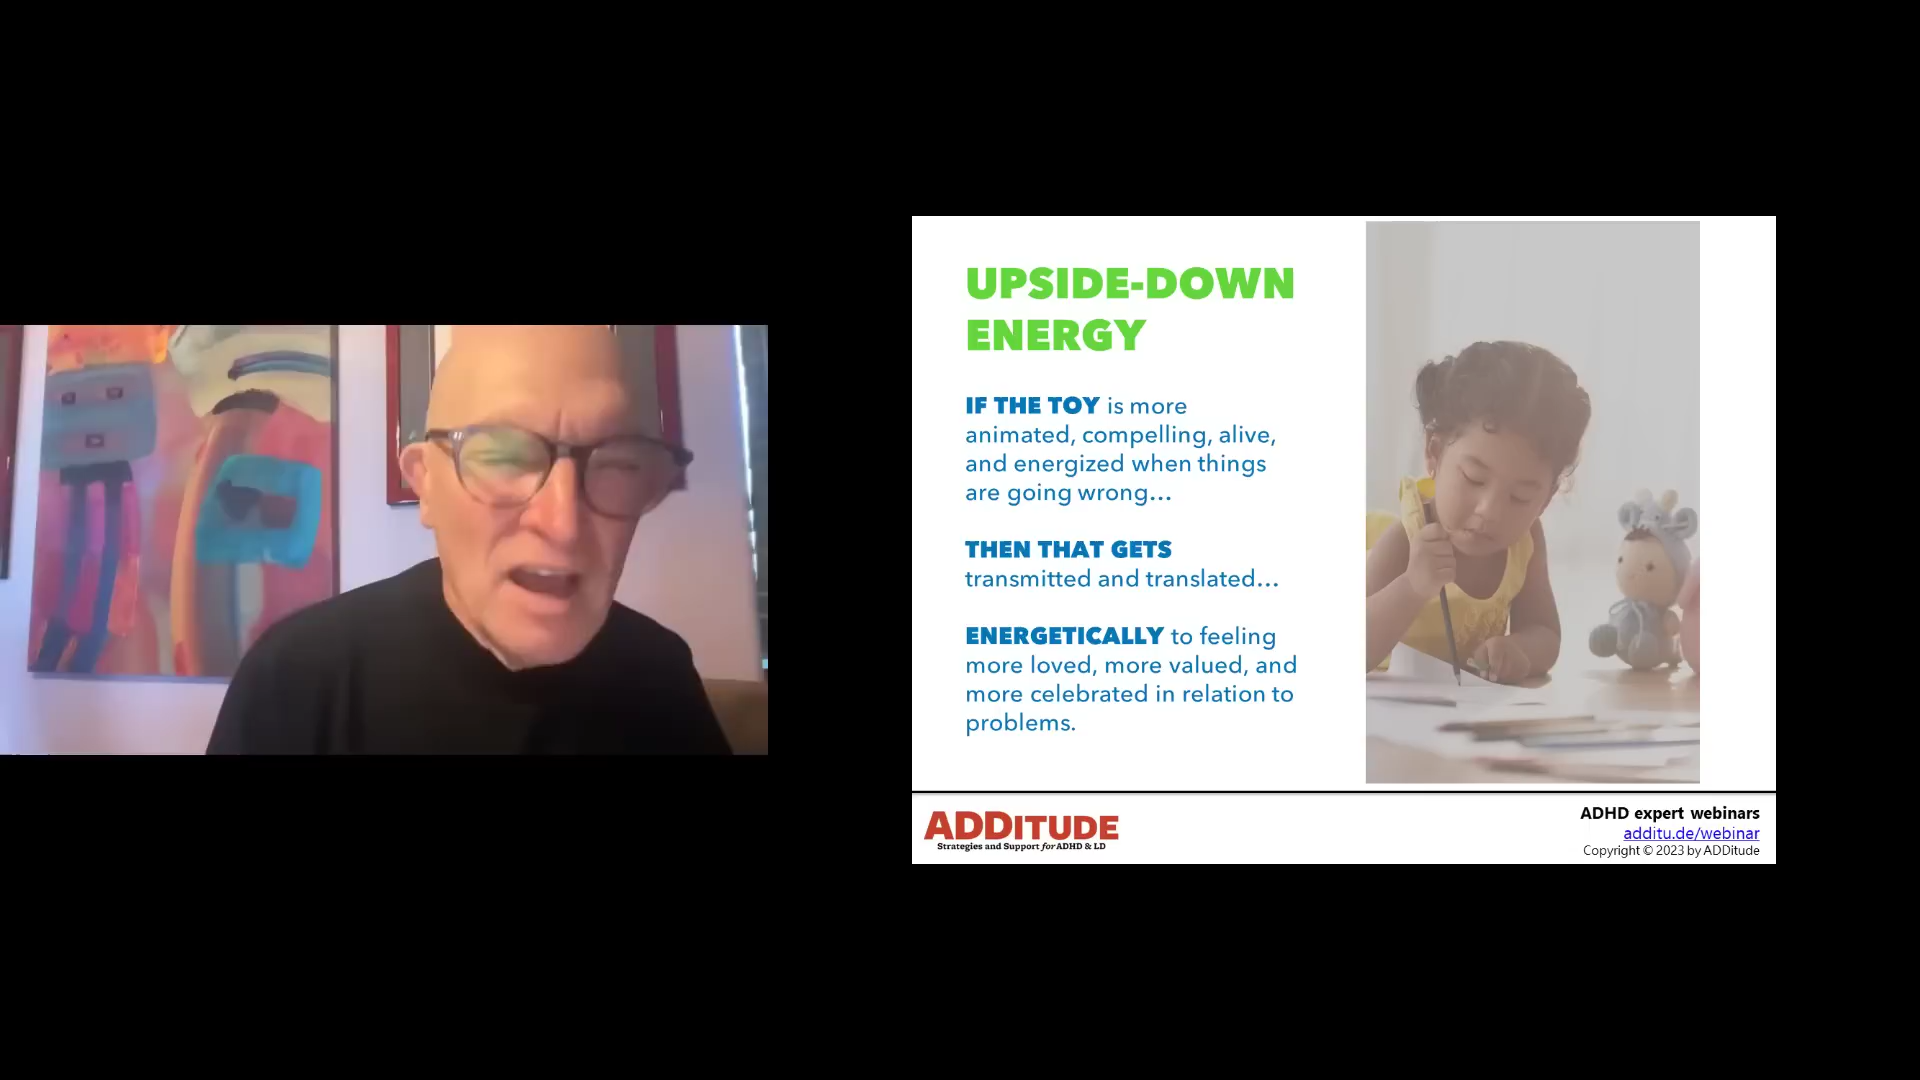 UPSIDE-DOWN
ENERGY
IF THE TOY is more
animated, compelling, alive,
and energized when things
are going wrong...
THEN THAT GETS
transmitted and translated...
ENERGETICALLY to feeling
more loved, more valued, and
more celebrated in relation to
problems.
ADDITUDE
Strategies and Support for ADHD & LD
ADHD expert webinars
additu.de/webinar
Copyright © 2023 by ADDitude